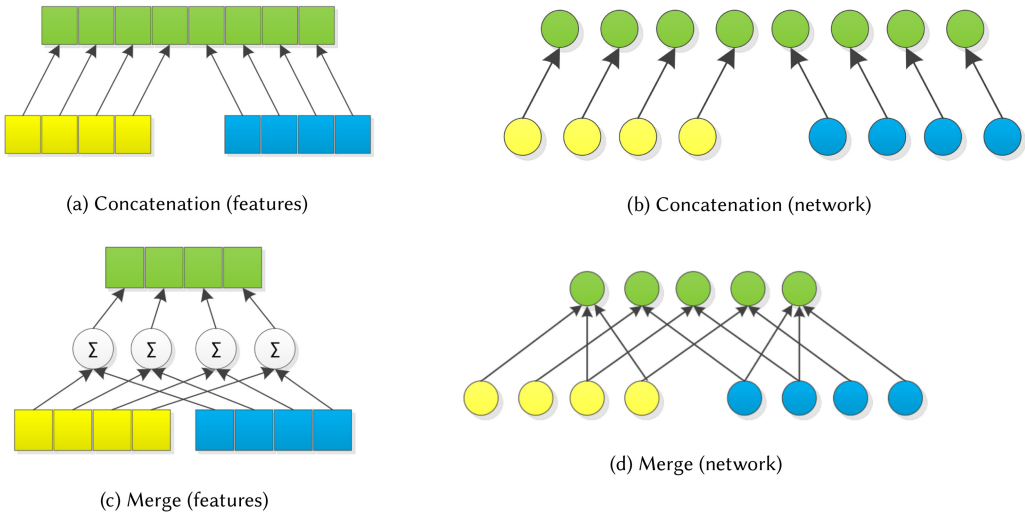 (a) Concatenation (features)
(b) Concatenation (network)
Σ Σ Σ Σ
(c) Merge (features)
(d) Merge (network)